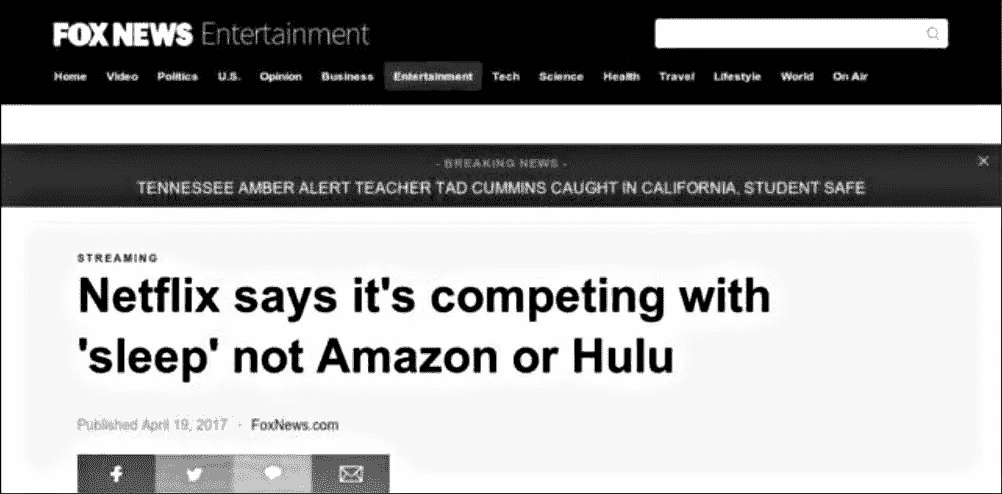 FOX NEWS Entertainment
Home Video Politics U.S. Opinion Business Entertainment Tech Science Health Travel Lifestyle World On Air
- BREAKING NEWS -
TENNESSEE AMBER ALERT TEACHER TAD CUMMINS CAUGHT IN CALIFORNIA, STUDENT SAFE
STREAMING
Netflix says it's competing with
'sleep' not Amazon or Hulu
Published April 19, 2017 · FoxNews.com